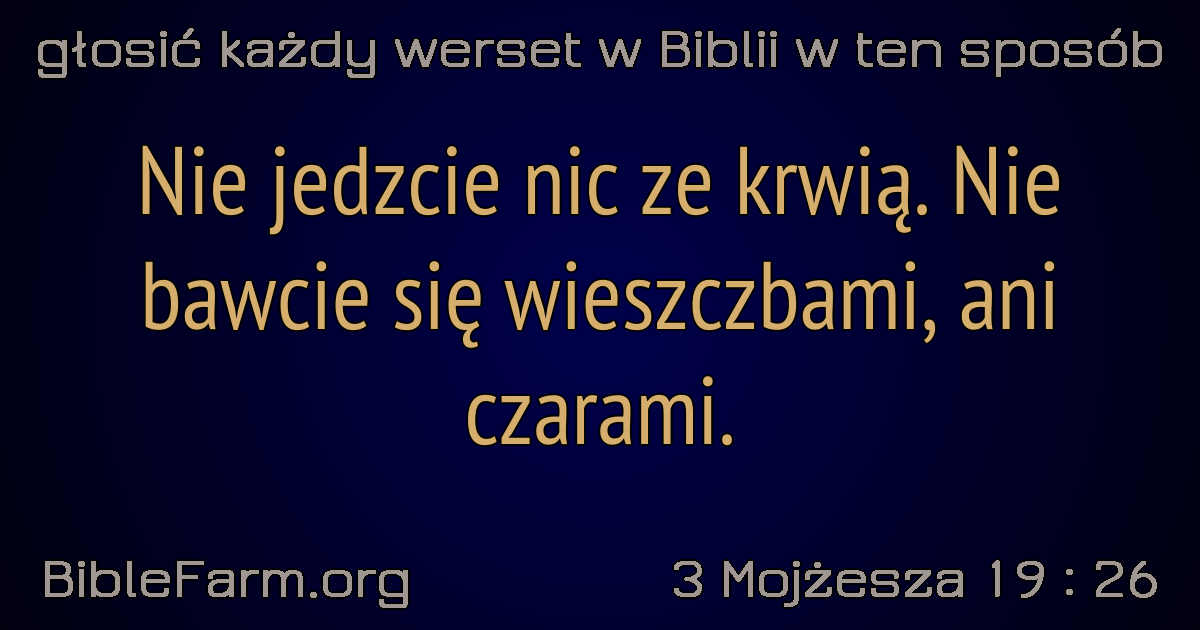 głosić każdy werset w Biblii w ten sposób
Nie jedzcie nic ze krwią. Nie
bawcie się wieszczbami, ani
czarami.
BibleFarm.org
3 Mojżesza 19 : 26